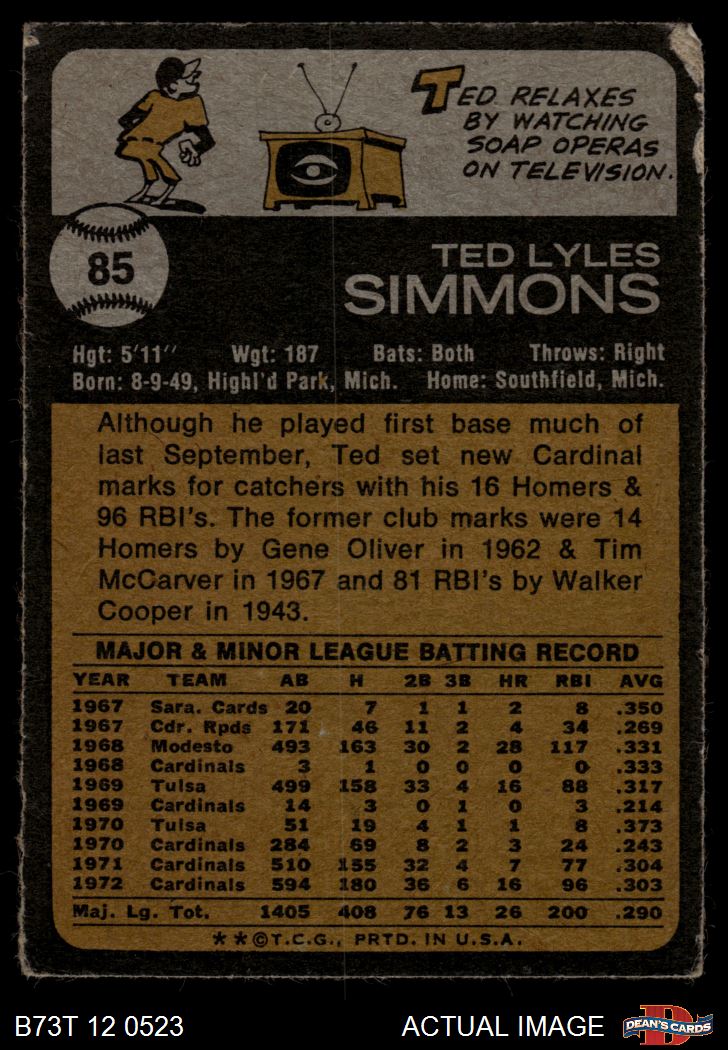 TED RELAXES
BY WATCHING
SOAP OPERAS
ON TELEVISION.
85
TED LYLES
SIMMONS
Hgt: 5'11" Wgt: 187 Bats: Both Throws: Right
Born: 8-9-49, Highl'd Park, Mich. Home: Southfield, Mich.
Although he played first base much of
last September, Ted set new Cardinal
marks for catchers with his 16 Homers &
96 RBI's. The former club marks were 14
Homers by Gene Oliver in 1962 & Tim
McCarver in 1967 and 81 RBI's by Walker
Cooper in 1943.
MAJOR & MINOR LEAGUE BATTING RECORD
YEAR TEAM AB H 2B 3B HR RBI AVG
1967 Sara. Cards 20 7 1 1 2 8 .350
1967 Cdr. Rpds 171 46 11 2 4 34 .269
1968 Modesto 493 163 30 2 28 117 .331
1968 Cardinals 3 1 0 0 0 0 .333
1969 Tulsa 499 158 33 4 16 88 .317
1969 Cardinals 14 3 0 1 0 3 .214
1970 Tulsa 51 19 4 1 1 8 .373
1970 Cardinals 284 69 8 2 3 24 .243
1971 Cardinals 510 155 32 4 7 77 .304
1972 Cardinals 594 180 36 6 16 96 .303
Maj. Lg. Tot. 1405 408 76 13 26 200 .290
**©T.C.G., PRTD. IN U.S.A.
B73T 12 0523 ACTUAL IMAGE
D
DEAN'S CARDS